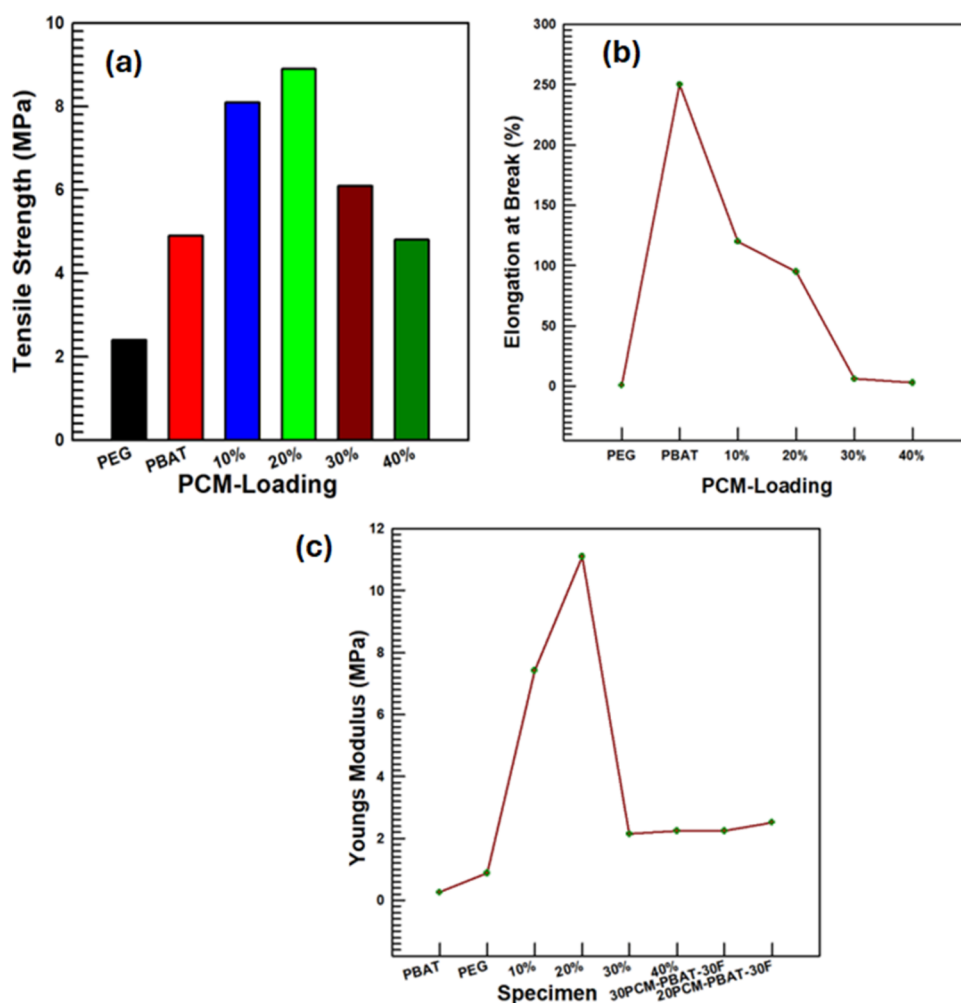 (a)
Tensile Strength (MPa)
10
8
6
4
2
0
PEG PBAT 10% 20% 30% 40%
PCM-Loading
(b)
Elongation at Break (%)
300
250
200
150
100
50
0
PEG PBAT 10% 20% 30% 40%
PCM-Loading
(c)
Youngs Modulus (MPa)
12
10
8
6
4
2
0
PBAT PEG 10% 20% 30% 40% 30PCM-PBAT-30F 20PCM-PBAT-30F
Specimen